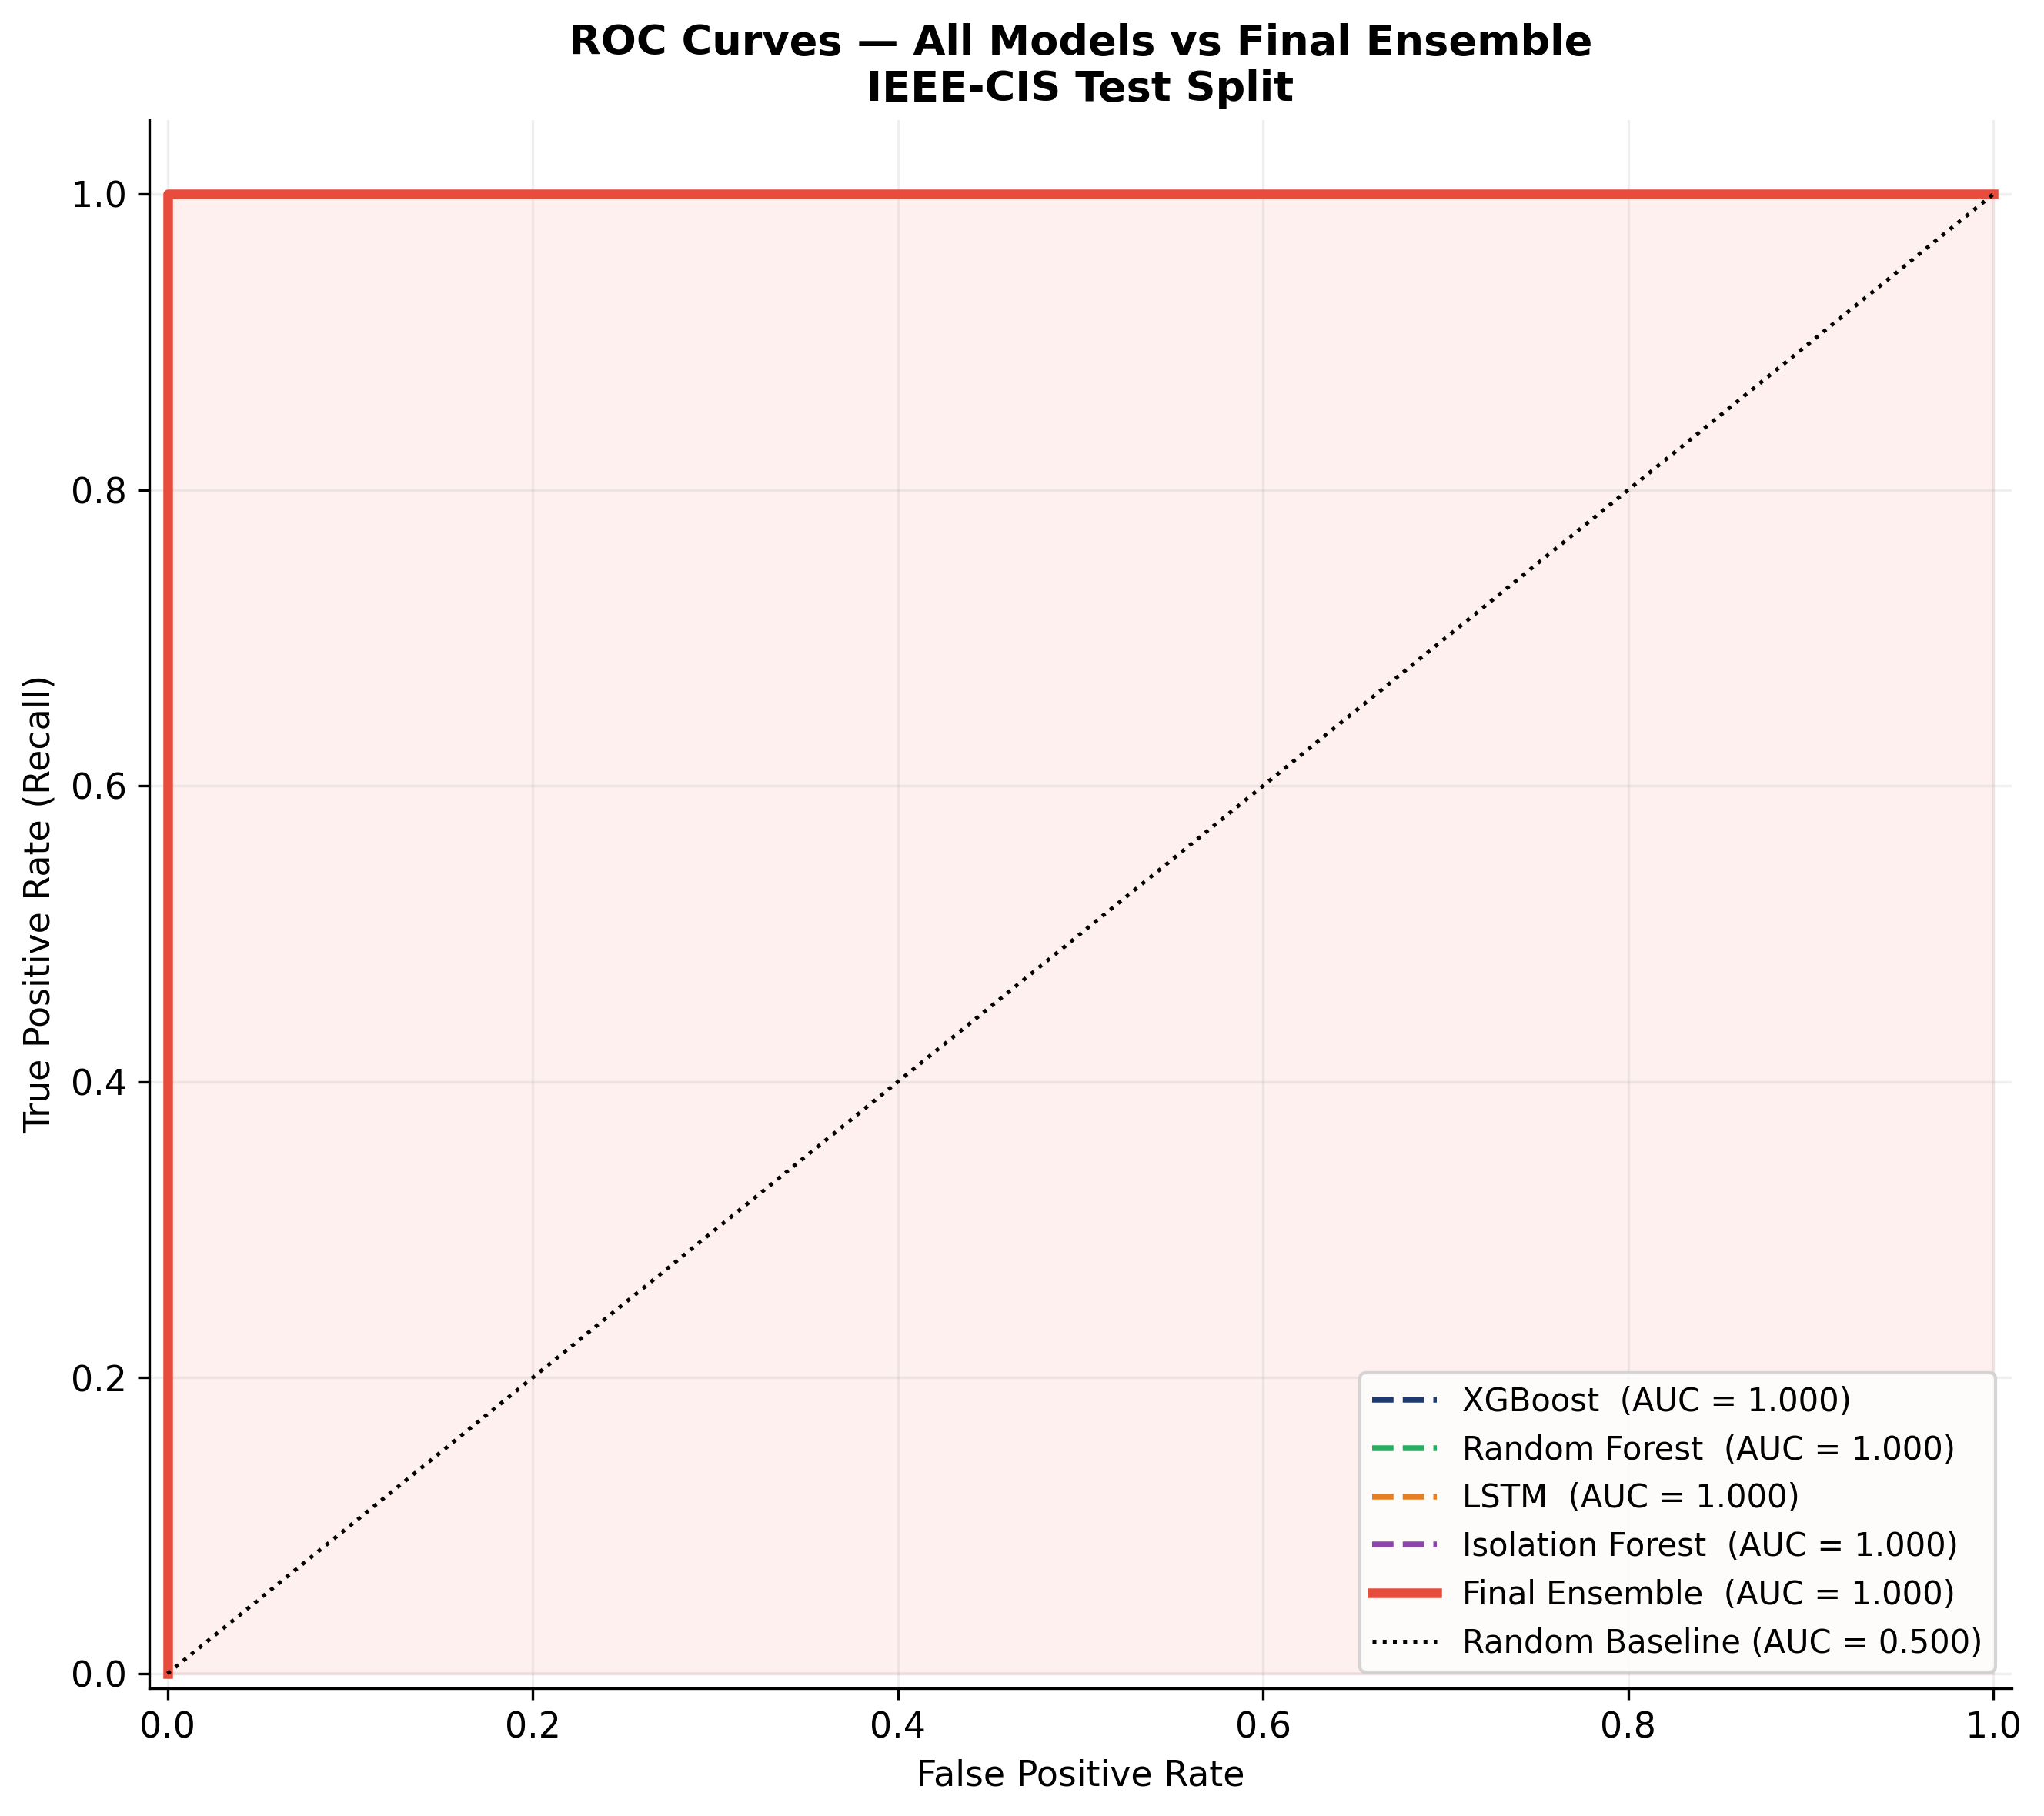 ROC Curves — All Models vs Final Ensemble
IEEE-CIS Test Split
True Positive Rate (Recall)
1.0
0.8
0.6
0.4
0.2
0.0
0.0
0.2
0.4
0.6
0.8
1.0
False Positive Rate
XGBoost (AUC = 1.000)
Random Forest (AUC = 1.000)
LSTM (AUC = 1.000)
Isolation Forest (AUC = 1.000)
Final Ensemble (AUC = 1.000)
Random Baseline (AUC = 0.500)